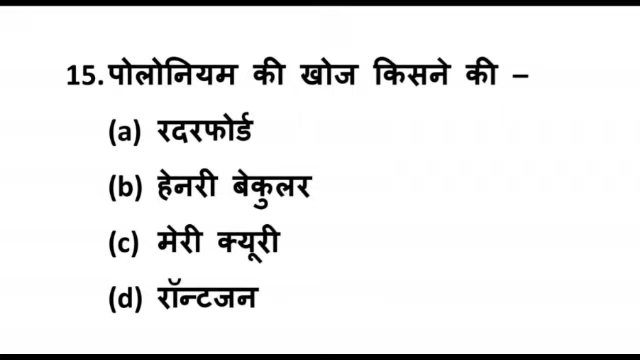 15. पोलोनियम की खोज किसने की –
(a) रदरफोर्ड
(b) हेनरी बेकुलर
(c) मेरी क्यूरी
(d) रॉन्टजन